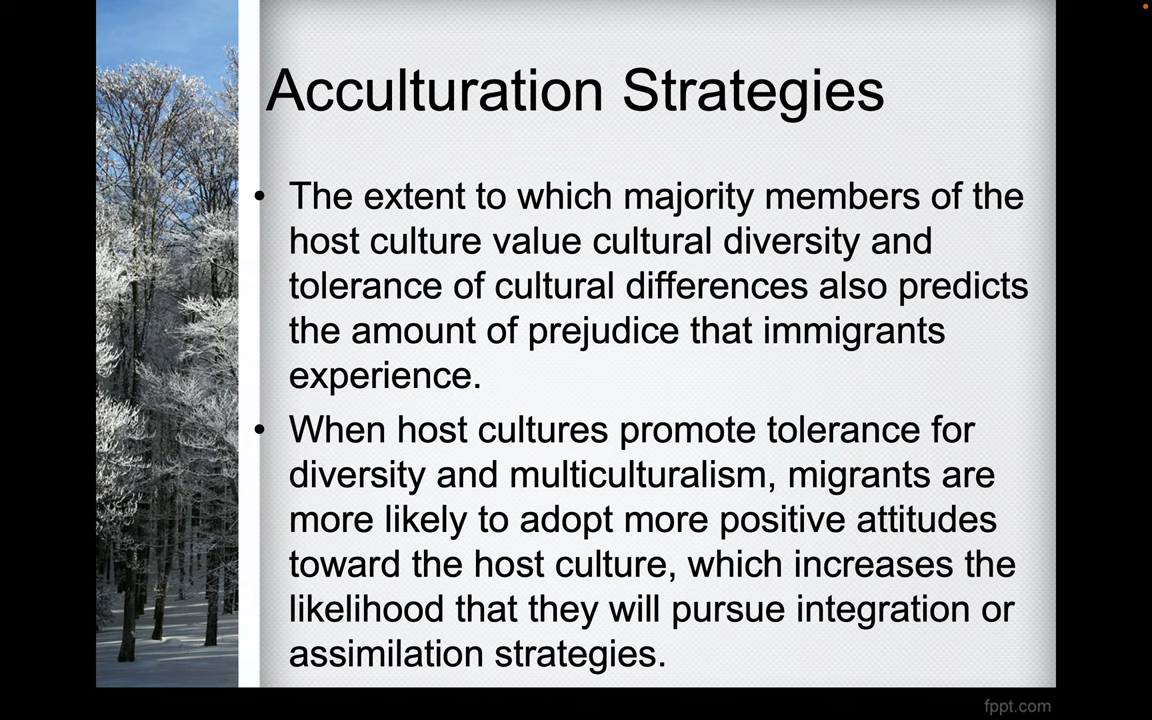 Acculturation Strategies
• The extent to which majority members of the
host culture value cultural diversity and
tolerance of cultural differences also predicts
the amount of prejudice that immigrants
experience.
• When host cultures promote tolerance for
diversity and multiculturalism, migrants are
more likely to adopt more positive attitudes
toward the host culture, which increases the
likelihood that they will pursue integration or
assimilation strategies.
fppt.com